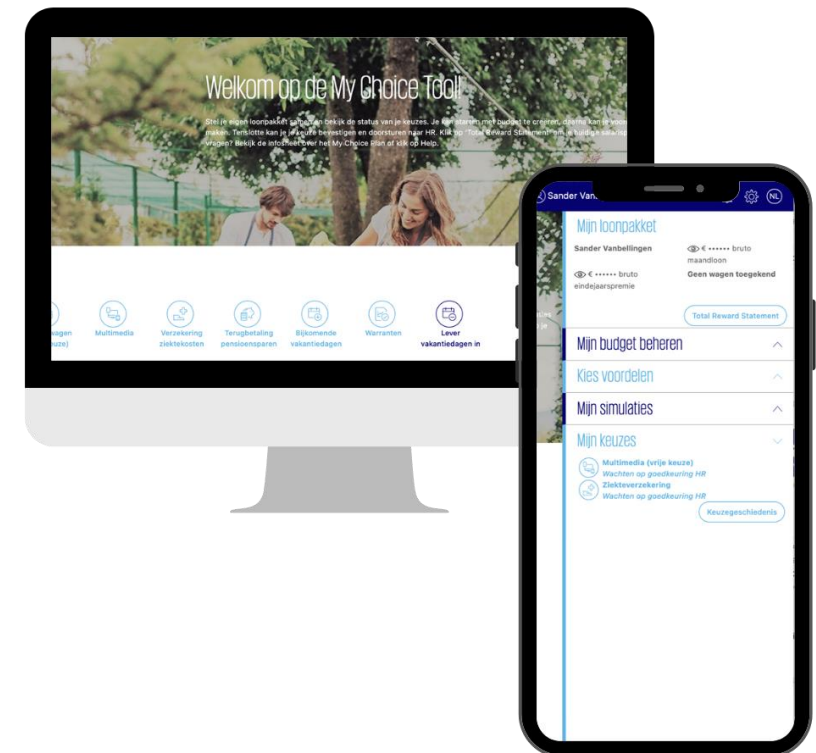 Welkom op de My Choice Tool!
Stel je eigen loonpakket samen en bekijk de status van je keuzes. Je kan starten met budget te creëren, daarna kan je
maken. Tenslotte kan je je keuze bevestigen en doorsturen naar HR. Klik op "Total Reward Statement" om je huidige
vragen? Bekijk de infosheet over het My Choice Plan of klik op Help.
Multimedia
Verzekering
ziektekosten
Terugbetaling
pensioensparen
Bijkomende
vakantiedagen
Warranten
Lever
vakantiedagen in
Sander Van
NL
Mijn loonpakket
Sander Vanbellingen
€ •••••• bruto
maandloon
€ •••••• bruto
eindejaarspremie
Geen wagen toegekend
Total Reward Statement
Mijn budget beheren
Kies voordelen
Mijn simulaties
Mijn keuzes
Multimedia (vrije keuze)
Wachten op goedkeuring HR
Ziekteverzekering
Wachten op goedkeuring HR
Keuzegeschiedenis